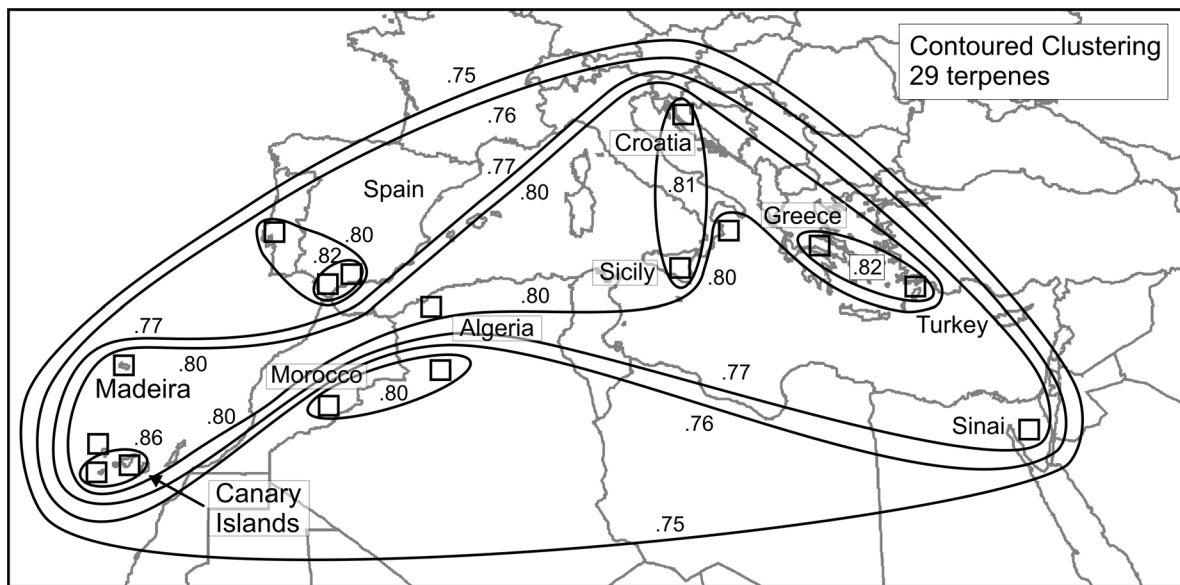 Contoured Clustering
29 terpenes
.75
.76
.77
.80
Spain
Croatia
.81
Greece
.80
.82
.82
Sicily
.80
.80
Turkey
Algeria
.77
.80
Madeira
Morocco
.80
.77
.80
.76
Sinai
.86
Canary
Islands
.75